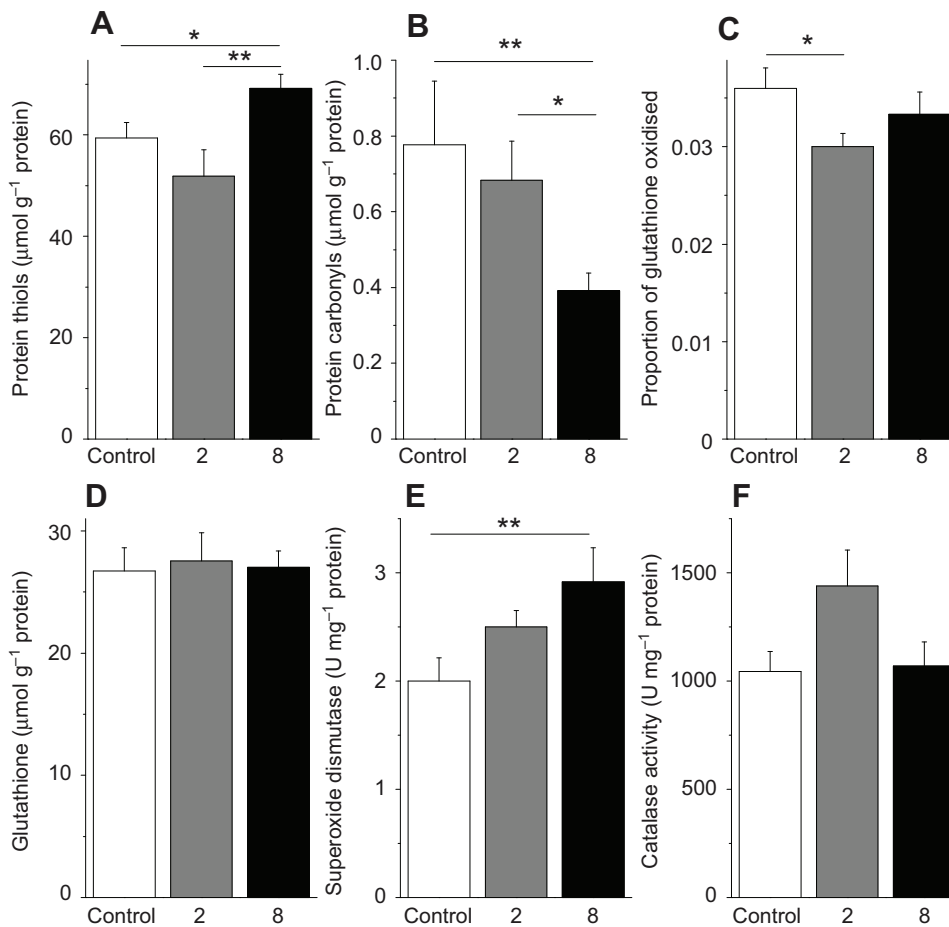 A
*
**
Protein thiols (μmol g⁻¹ protein)
60
40
20
0
Control 2 8
B
**
*
Protein carbonyls (μmol g⁻¹ protein)
1.0
0.8
0.6
0.4
0.2
0
Control 2 8
C
*
Proportion of glutathione oxidised
0.03
0.02
0.01
0
Control 2 8
D
Glutathione (μmol g⁻¹ protein)
30
20
10
0
Control 2 8
E
**
Superoxide dismutase (U mg⁻¹ protein)
3
2
1
0
Control 2 8
F
Catalase activity (U mg⁻¹ protein)
1500
1000
500
0
Control 2 8